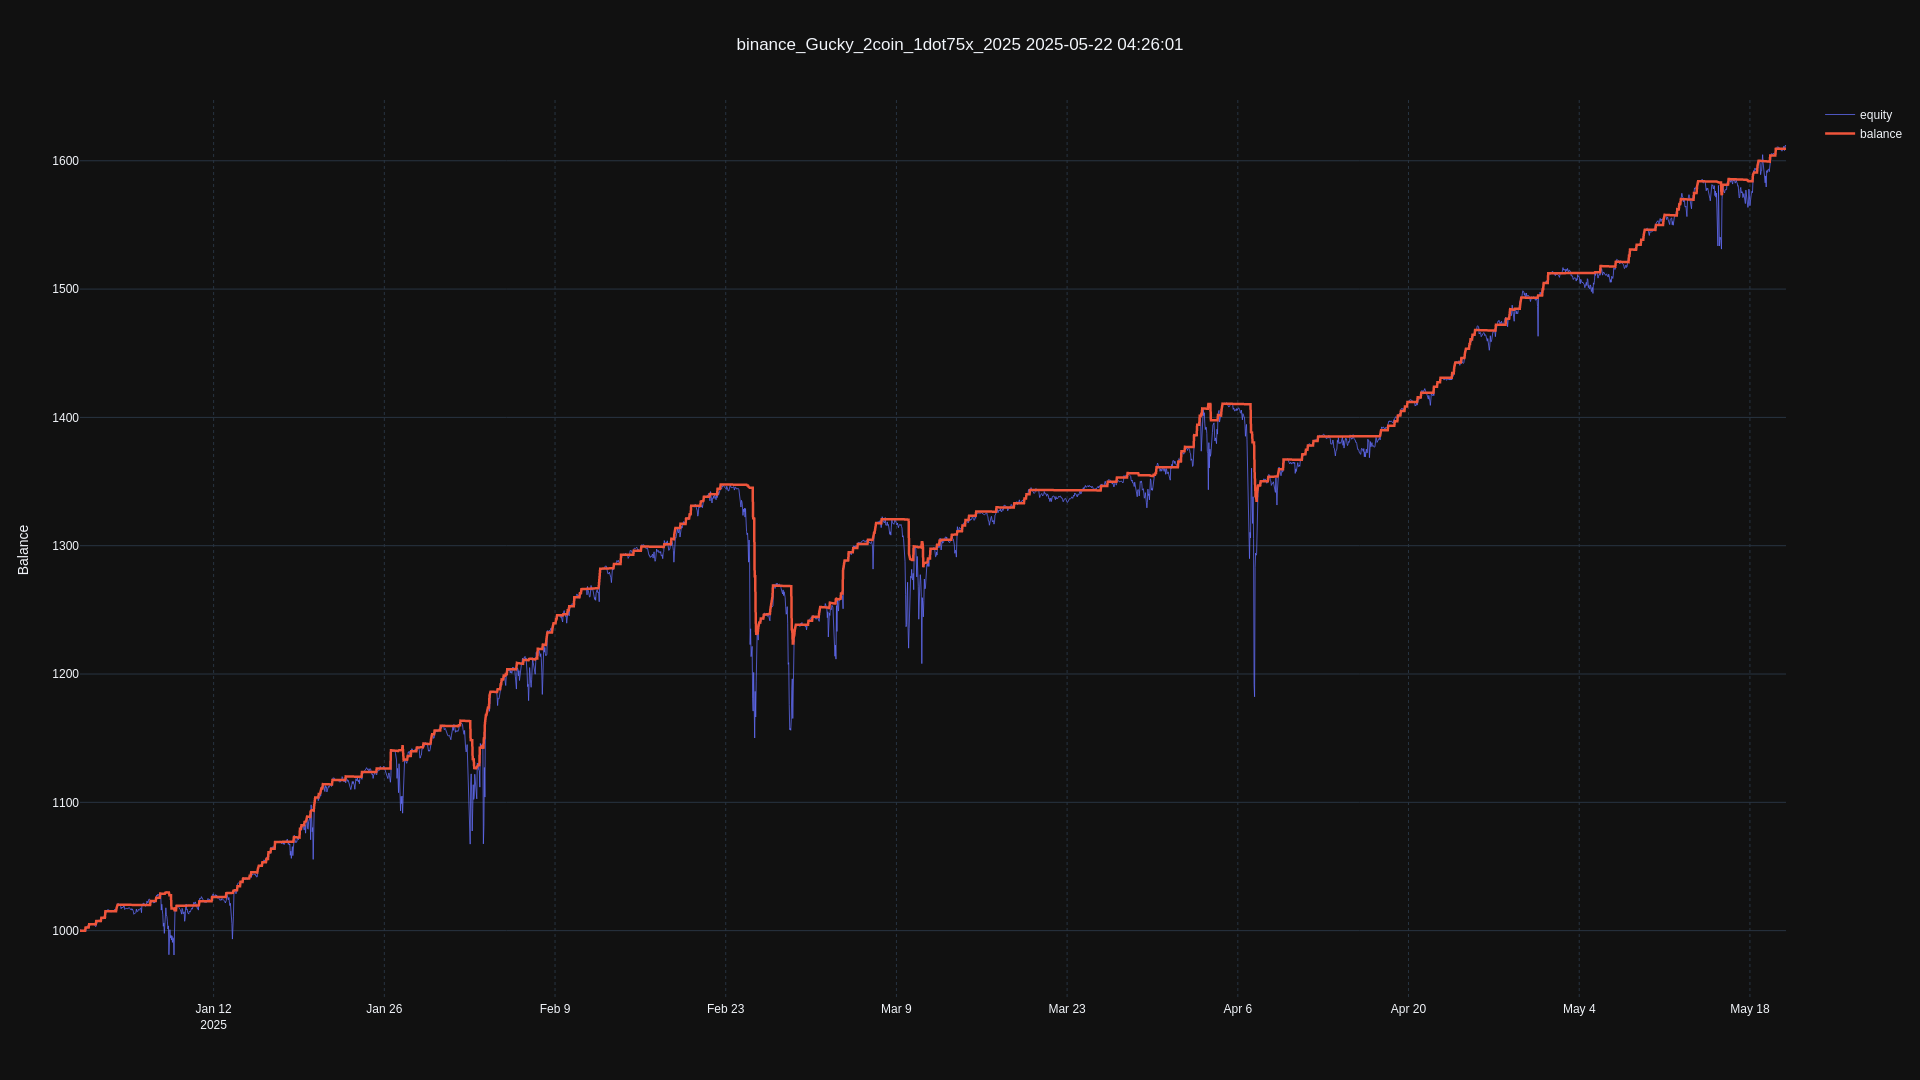 binance_Gucky_2coin_1dot75x_2025 2025-05-22 04:26:01
equity
balance
1600
1500
1400
1300
1200
1100
1000
Balance
Jan 12
2025
Jan 26
Feb 9
Feb 23
Mar 9
Mar 23
Apr 6
Apr 20
May 4
May 18